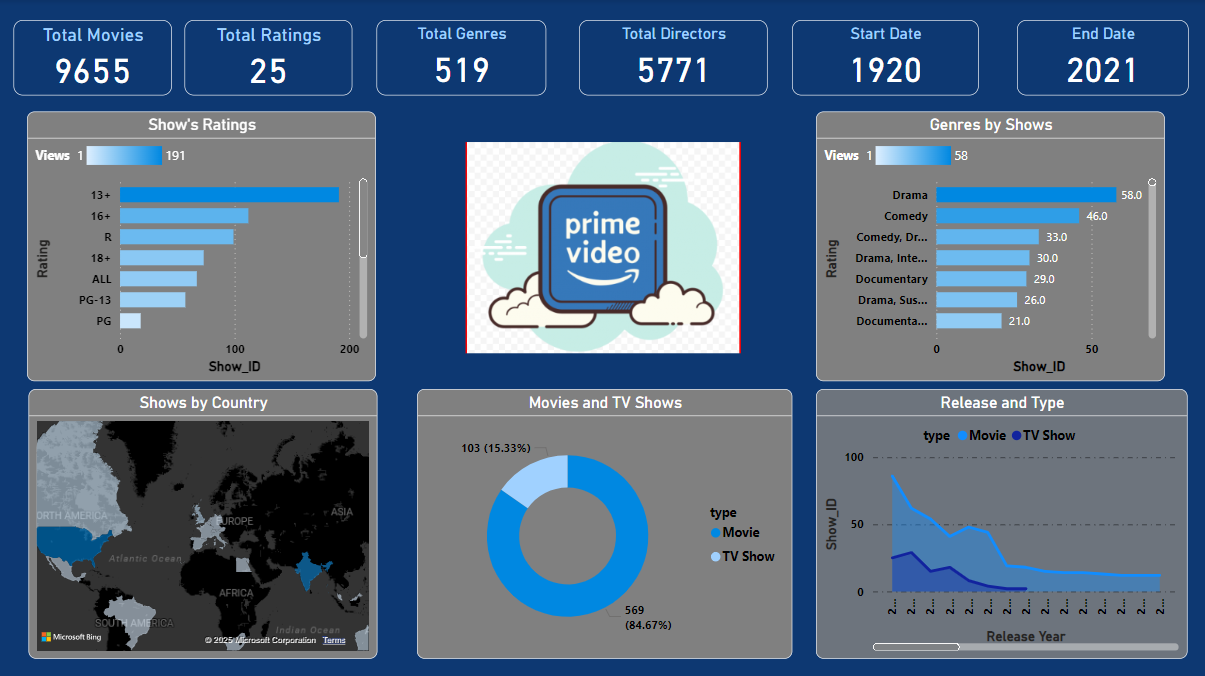 Total Movies
9655
Total Ratings
25
Total Genres
519
Total Directors
5771
Start Date
1920
End Date
2021
Show's Ratings
Views 1 191
Rating
13+
16+
R
18+
ALL
PG-13
PG
0 100 200
Show_ID
prime
video
Genres by Shows
Views 1 58
Rating
Drama 58.0
Comedy 46.0
Comedy, Dr... 33.0
Drama, Inte... 30.0
Documentary 29.0
Drama, Sus... 26.0
Documenta... 21.0
0 50
Show_ID
Shows by Country
ORTH AMERICA
EUROPE
ASIA
Atlantic Ocean
AFRICA
SOUTH AMERICA
Indian Ocean
Microsoft Bing
© 2025 Microsoft Corporation Terms
Movies and TV Shows
103 (15.33%)
569
(84.67%)
type
Movie
TV Show
Release and Type
type Movie TV Show
Show_ID
100
50
0
2... 2... 2... 2... 2... 2... 2... 2... 2... 2... 2... 2... 2... 2... 2...
Release Year